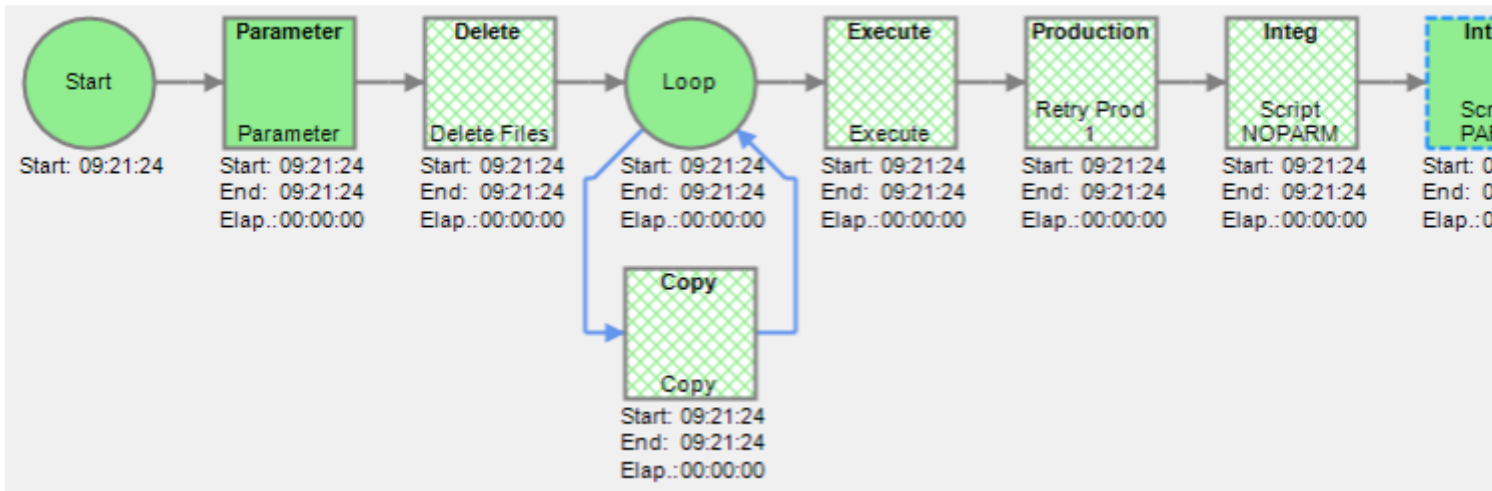 Start
Start: 09:21:24
Parameter
Parameter
Start: 09:21:24
End: 09:21:24
Elap.:00:00:00
Delete
Delete Files
Start: 09:21:24
End: 09:21:24
Elap.:00:00:00
Loop
Start: 09:21:24
End: 09:21:24
Elap.:00:00:00
Copy
Copy
Start: 09:21:24
End: 09:21:24
Elap.:00:00:00
Execute
Execute
Start: 09:21:24
End: 09:21:24
Elap.:00:00:00
Production
Retry Prod
1
Start: 09:21:24
End: 09:21:24
Elap.:00:00:00
Integ
Script
NOPARM
Start: 09:21:24
End: 09:21:24
Elap.:00:00:00
Start:
End:
Elap.: